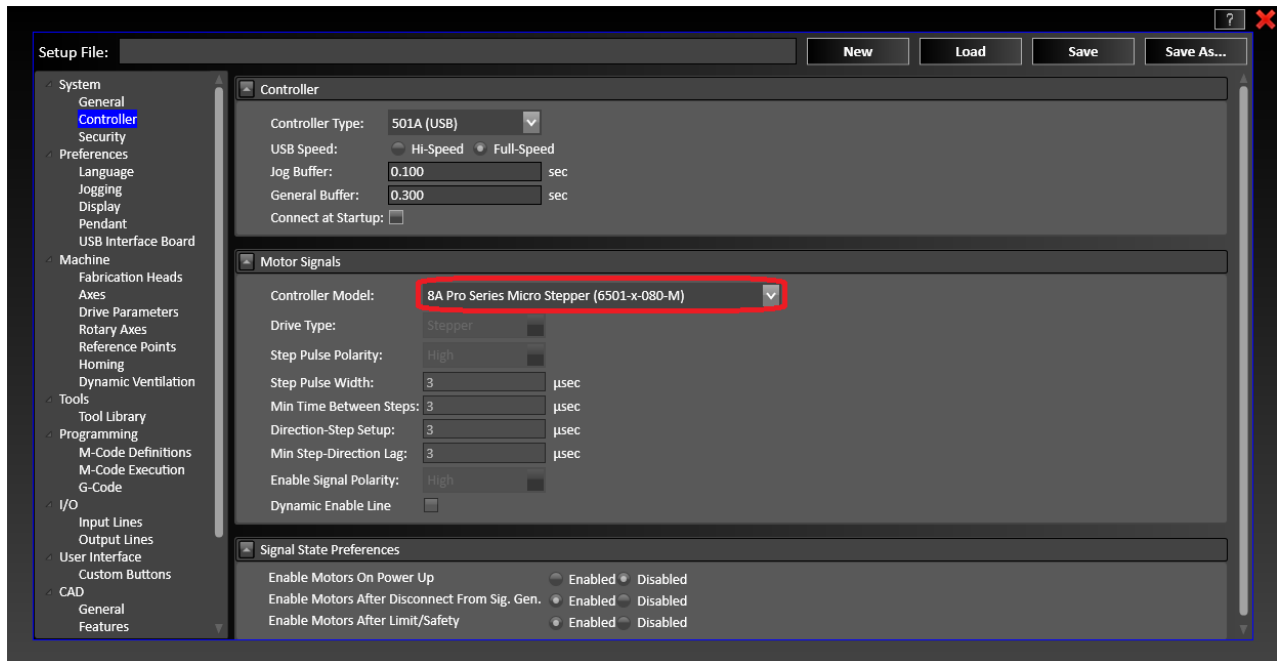 ?
Setup File: New Load Save Save As...
System
General
Controller
Security
Preferences
Language
Jogging
Display
Pendant
USB Interface Board
Machine
Fabrication Heads
Axes
Drive Parameters
Rotary Axes
Reference Points
Homing
Dynamic Ventilation
Tools
Tool Library
Programming
M-Code Definitions
M-Code Execution
G-Code
I/O
Input Lines
Output Lines
User Interface
Custom Buttons
CAD
General
Features
Controller
Controller Type: 501A (USB)
USB Speed: Hi-Speed Full-Speed
Jog Buffer: 0.100 sec
General Buffer: 0.300 sec
Connect at Startup:
Motor Signals
Controller Model: 8A Pro Series Micro Stepper (6501-x-080-M)
Drive Type: Stepper
Step Pulse Polarity: High
Step Pulse Width: 3 µsec
Min Time Between Steps: 3 µsec
Direction-Step Setup: 3 µsec
Min Step-Direction Lag: 3 µsec
Enable Signal Polarity: High
Dynamic Enable Line
Signal State Preferences
Enable Motors On Power Up Enabled Disabled
Enable Motors After Disconnect From Sig. Gen. Enabled Disabled
Enable Motors After Limit/Safety Enabled Disabled